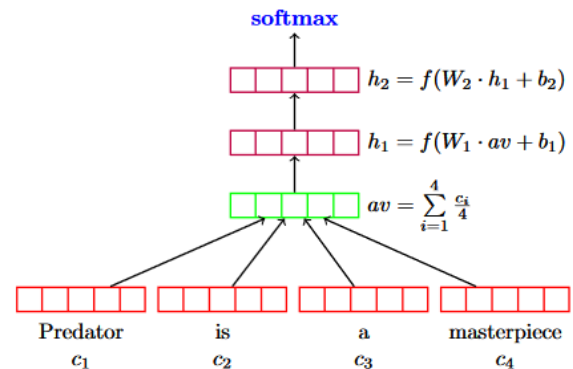 softmax
h₂ = f(W₂ · h₁ + b₂)
h₁ = f(W₁ · av + b₁)
av = ∑_{i=1}^{4} c_i/4
Predator is a masterpiece
c₁ c₂ c₃ c₄